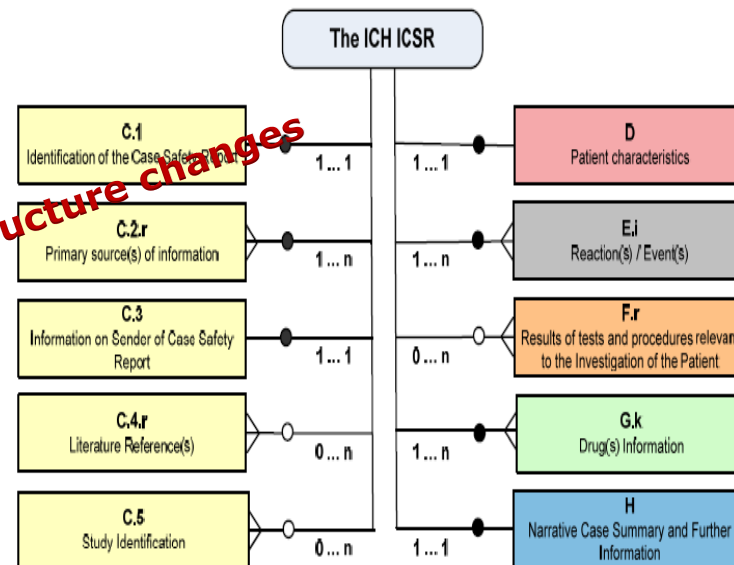 The ICH ICSR
C.1
Identification of the Case Safety Report
1 ... 1
C.2.r
Primary source(s) of information
1 ... n
C.3
Information on Sender of Case Safety
Report
1 ... 1
C.4.r
Literature Reference(s)
0 ... n
C.5
Study Identification
0 ... n
ucture changes
D
Patient characteristics
1 ... 1
E.i
Reaction(s) / Event(s)
1 ... n
F.r
Results of tests and procedures relevan
to the Investigation of the Patient
0 ... n
G.k
Drug(s) Information
1 ... n
H
Narrative Case Summary and Further
Information
1 ... 1